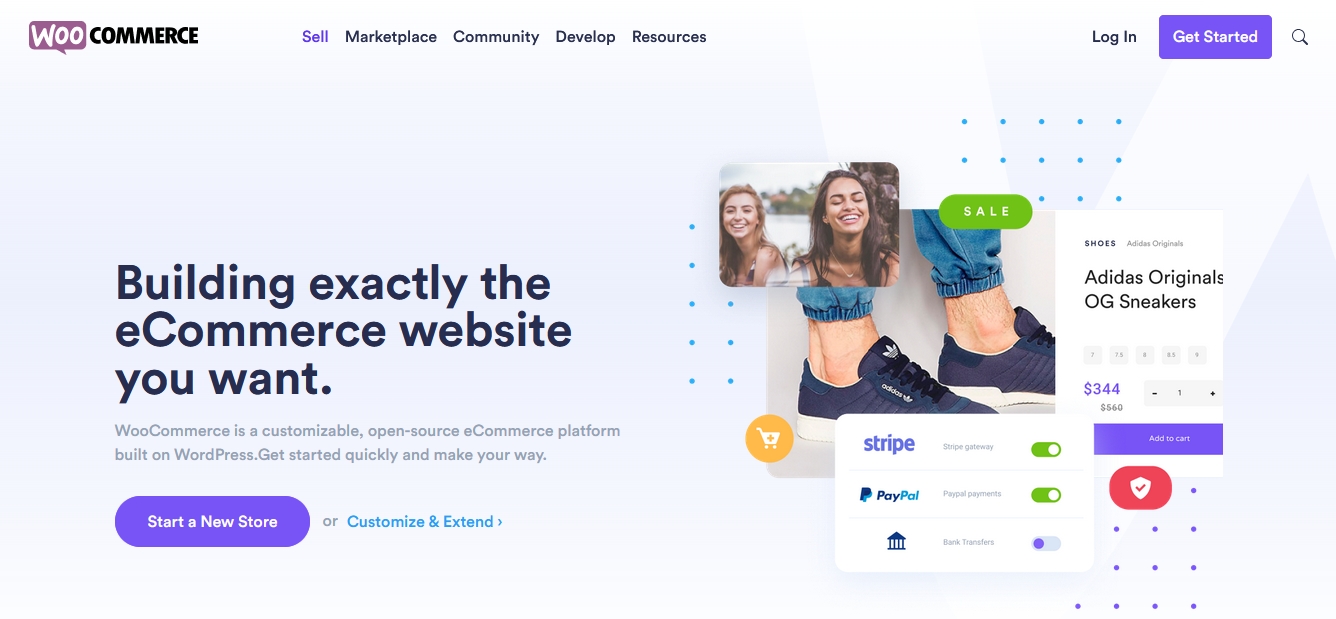 WOO COMMERCE
Sell Marketplace Community Develop Resources
Log In Get Started
Building exactly the
eCommerce website
you want.
WooCommerce is a customizable, open-source eCommerce platform
built on WordPress.Get started quickly and make your way.
Start a New Store or Customize & Extend ›
SALE
SHOES Adidas Originals
Adidas Originals
OG Sneakers
7 7.5 8 8.5 9
$344
- 1 +
$560
Add to cart
adidas
stripe Stripe gateway
PayPal Paypal payments
Bank Transfers